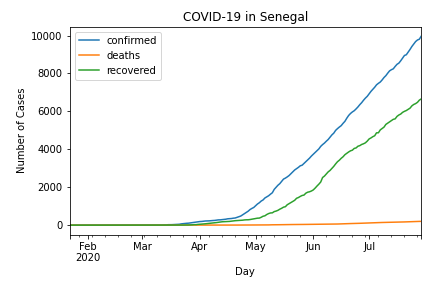 COVID-19 in Senegal
confirmed
deaths
recovered
Number of Cases
10000
8000
6000
4000
2000
0
Feb Mar Apr May Jun Jul
2020
Day